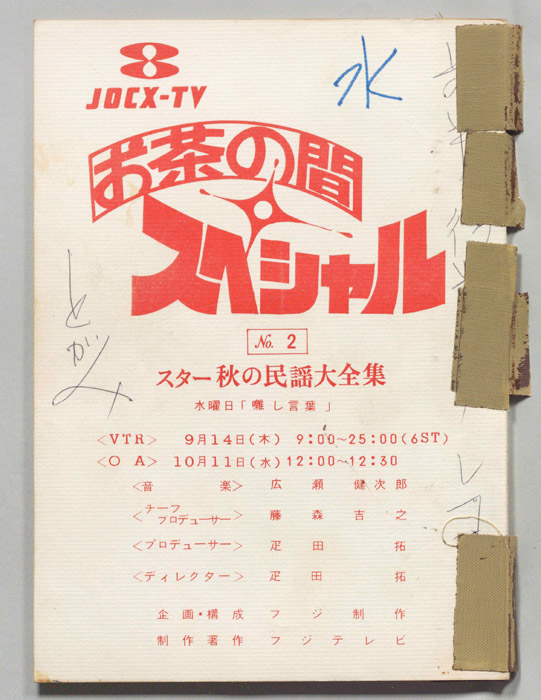 JOCX-TV
水
お茶の間
スペシャル
No. 2
スター秋の民謡大全集
水曜日「囃し言葉」
<VTR> 9月14日(木) 9:00~25:00(6ST)
<O A> 10月11日(水) 12:00~12:30
<音楽> 広瀬健次郎
<チーフプロデューサー> 藤森吉之
<プロデューサー> 疋田拓
<ディレクター> 疋田拓
企画・構成 フジ制作
制作著作 フジテレビ
とがみ